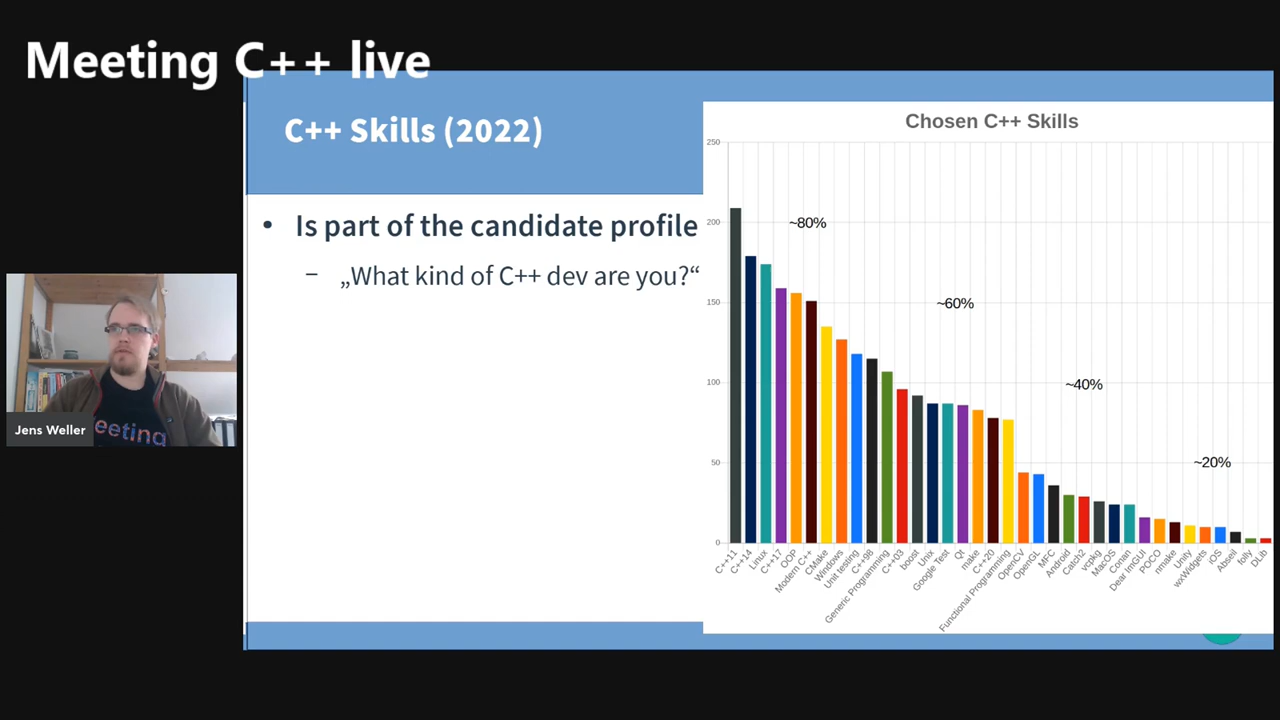 Meeting C++ live
C++ Skills (2022)
• Is part of the candidate profile
– „What kind of C++ dev are you?“
Jens Weller
eeting
Chosen C++ Skills
250
200
150
100
50
0
~80%
~60%
~40%
~20%
C++11
C++14
Linux
C++17
OOP
Modern C++
CMake
Windows
Unit testing
C++98
Generic Programming
C++03
boost
Unix
Google Test
Qt
make
C++20
Functional Programming
OpenCV
OpenGL
MFC
Android
Catch2
vcpkg
MacOS
Conan
Dear ImGUI
POCO
nmake
Unity
wxWidgets
iOS
Abseil
folly
DLib